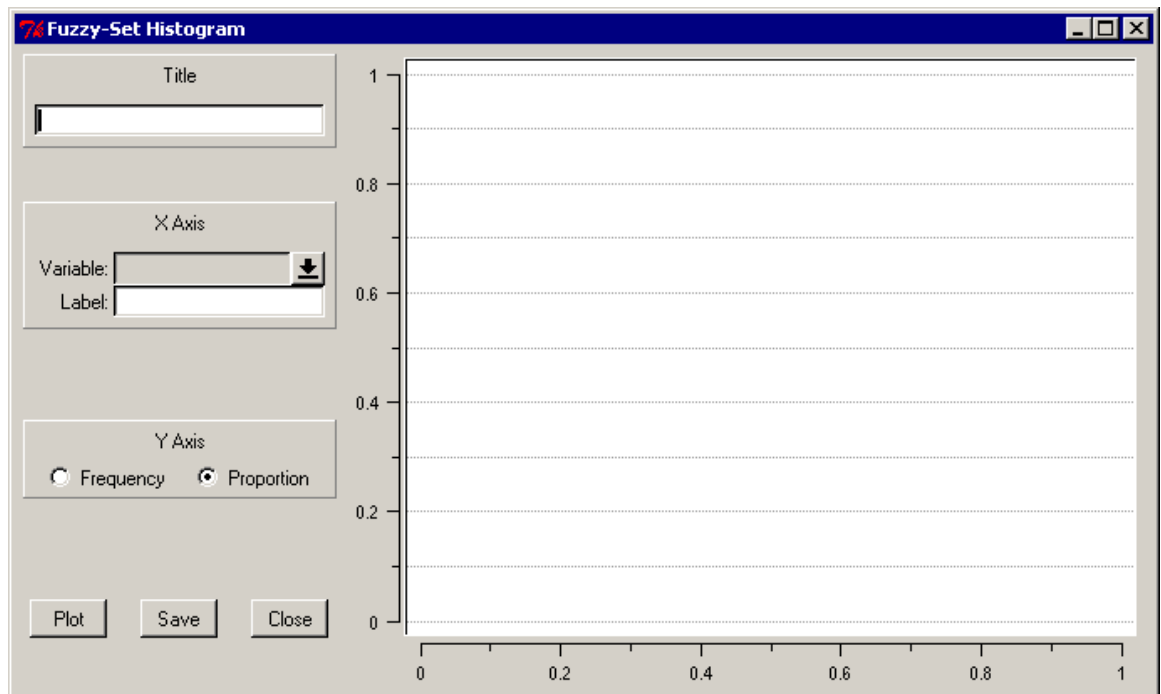 Fuzzy-Set Histogram
Title
X Axis
Variable:
Label:
Y Axis
Frequency Proportion
Plot Save Close
1
0.8
0.6
0.4
0.2
0
0 0.2 0.4 0.6 0.8 1